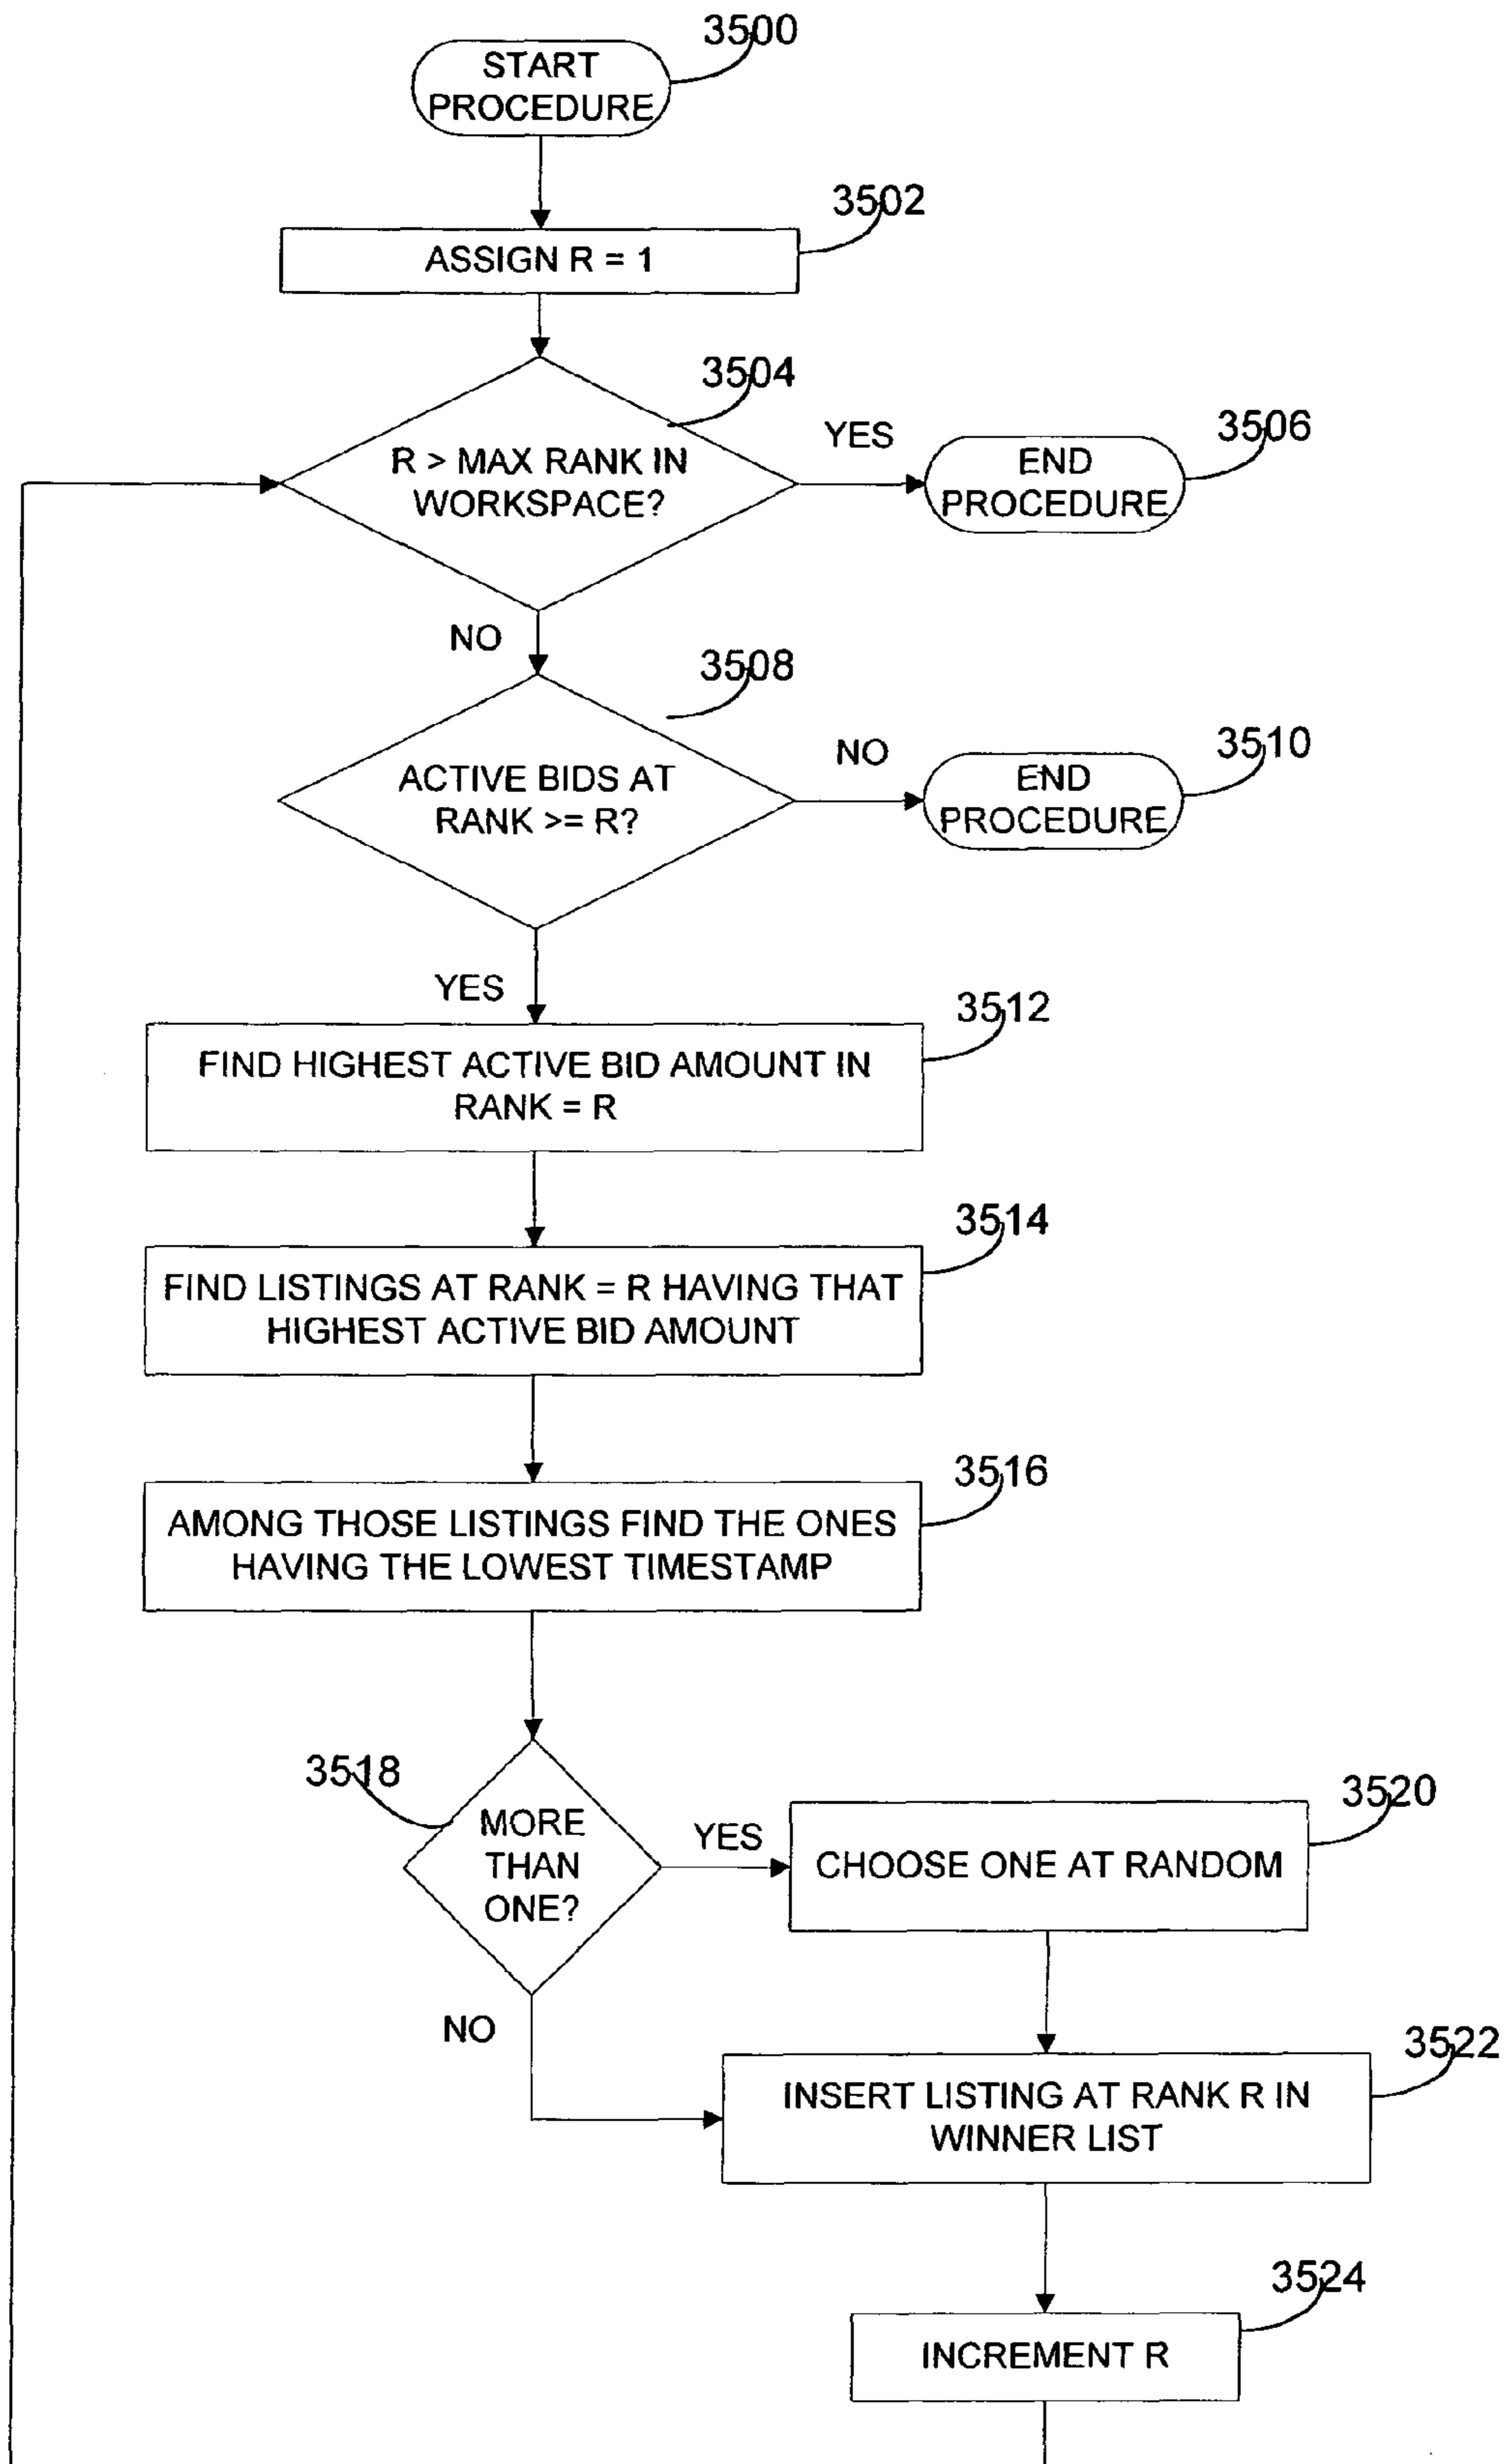 3500
START
PROCEDURE
3502
ASSIGN R = 1
3504
R > MAX RANK IN
WORKSPACE?
YES
3506
END
PROCEDURE
NO
3508
ACTIVE BIDS AT
RANK >= R?
NO
3510
END
PROCEDURE
YES
3512
FIND HIGHEST ACTIVE BID AMOUNT IN
RANK = R
3514
FIND LISTINGS AT RANK = R HAVING THAT
HIGHEST ACTIVE BID AMOUNT
3516
AMONG THOSE LISTINGS FIND THE ONES
HAVING THE LOWEST TIMESTAMP
3518
MORE
THAN
ONE?
YES
3520
CHOOSE ONE AT RANDOM
NO
3522
INSERT LISTING AT RANK R IN
WINNER LIST
3524
INCREMENT R